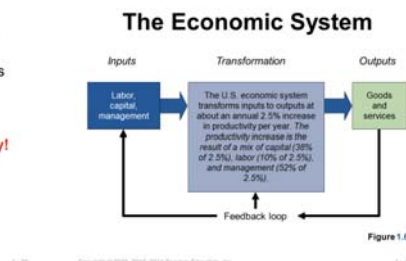 The Economic System
Inputs
Transformation
Outputs
s
y!
Labor,
capital,
management
The U.S. economic system
transforms inputs to outputs at
about an annual 2.5% increase
in productivity per year. The
productivity increase is the
result of a mix of capital (38%
of 2.5%), labor (10% of 2.5%),
and management (52% of
2.5%).
Goods
and
services
Feedback loop
Figure 1.